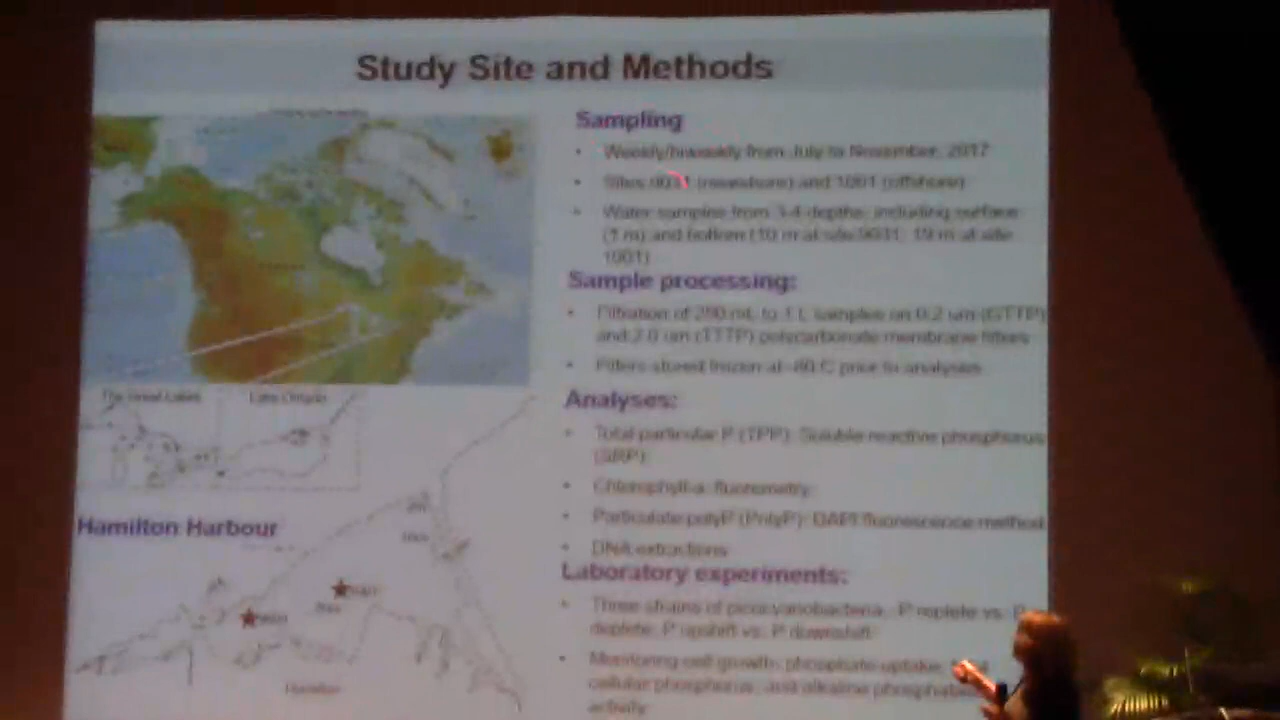 Study Site and Methods
Sampling
• Weekly/biweekly from July to November, 2017
• Sites 9031 (nearshore) and 1001 (offshore)
• Water samples from 3-4 depths, including surface
(1 m) and bottom (10 m at site 9031; 19 m at site
1001)
Sample processing:
• Filtration of 250 mL to 1 L samples on 0.2 um (GTTP)
and 2.0 um (TTTP) polycarbonate membrane filters
• Filters stored frozen at -80 C prior to analyses
Analyses:
• Total particular P (TPP); Soluble reactive phosphorus
(SRP);
• Chlorophyll-a: fluorometry;
• Particulate polyP (PolyP): DAPI fluorescence method
• DNA extractions
Laboratory experiments:
• Three strains of picocyanobacteria: P replete vs. P
deplete; P upshift vs. P downshift
• Monitoring cell growth, phosphate uptake,
cellular phosphorus, and alkaline phosphatase
activity
The Great Lakes
Lake Ontario
Hamilton Harbour
Hamilton